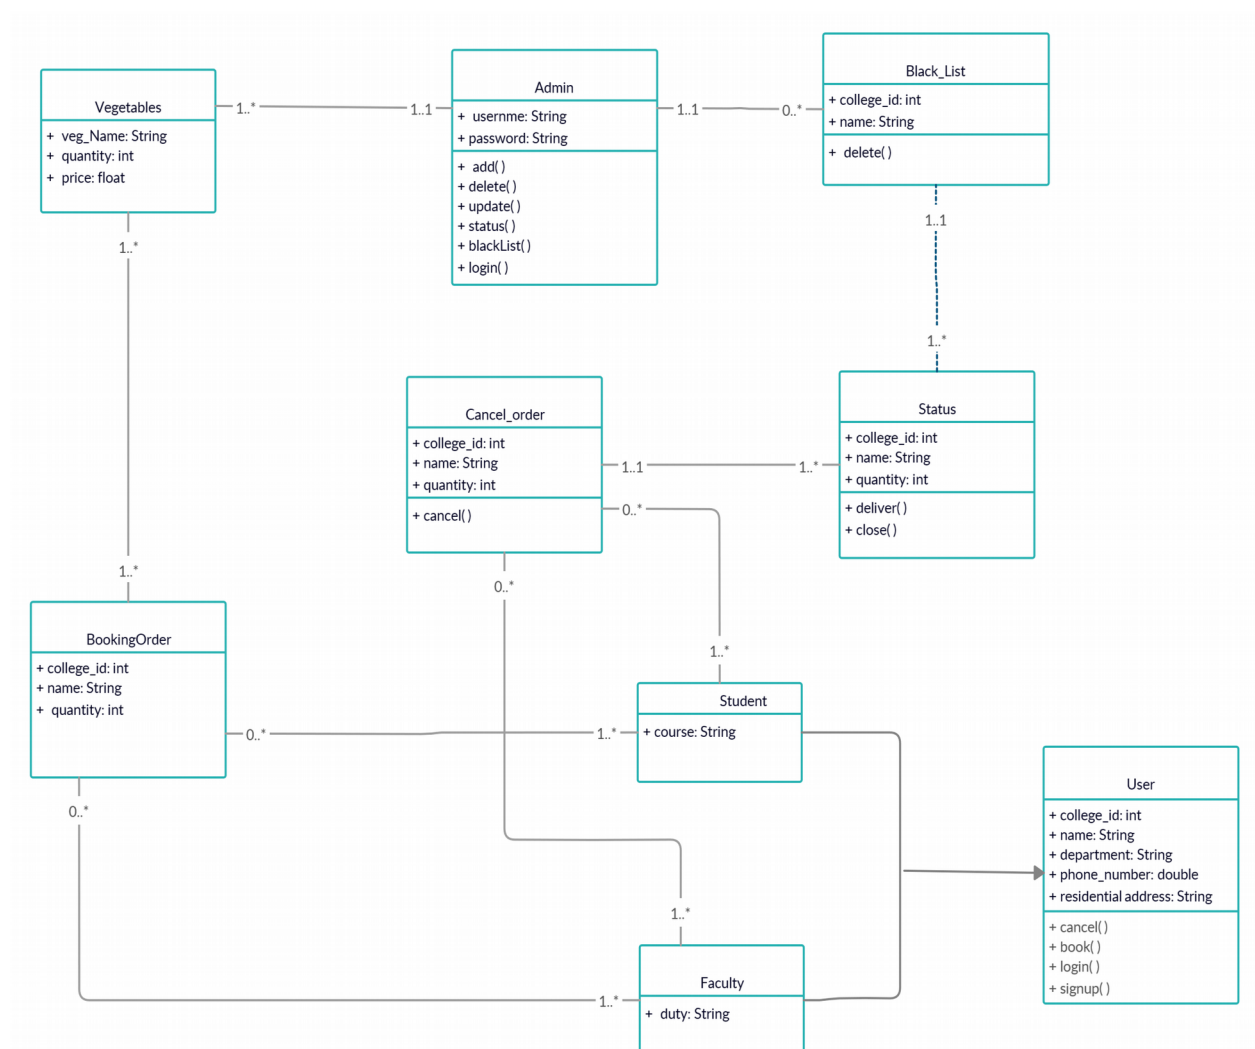 Vegetables
+ veg_Name: String
+ quantity: int
+ price: float
1..*
1..1
Admin
+ usernme: String
+ password: String
+ add( )
+ delete( )
+ update( )
+ status( )
+ blackList( )
+ login( )
1..1
0..*
Black_List
+ college_id: int
+ name: String
+ delete( )
1..1
1..*
1..*
1..*
Cancel_order
+ college_id: int
+ name: String
+ quantity: int
+ cancel( )
1..1
1..*
Status
+ college_id: int
+ name: String
+ quantity: int
+ deliver( )
+ close( )
0..*
0..*
1..*
BookingOrder
+ college_id: int
+ name: String
+ quantity: int
0..*
1..*
Student
+ course: String
0..*
1..*
1..*
Faculty
+ duty: String
User
+ college_id: int
+ name: String
+ department: String
+ phone_number: double
+ residential address: String
+ cancel( )
+ book( )
+ login( )
+ signup( )